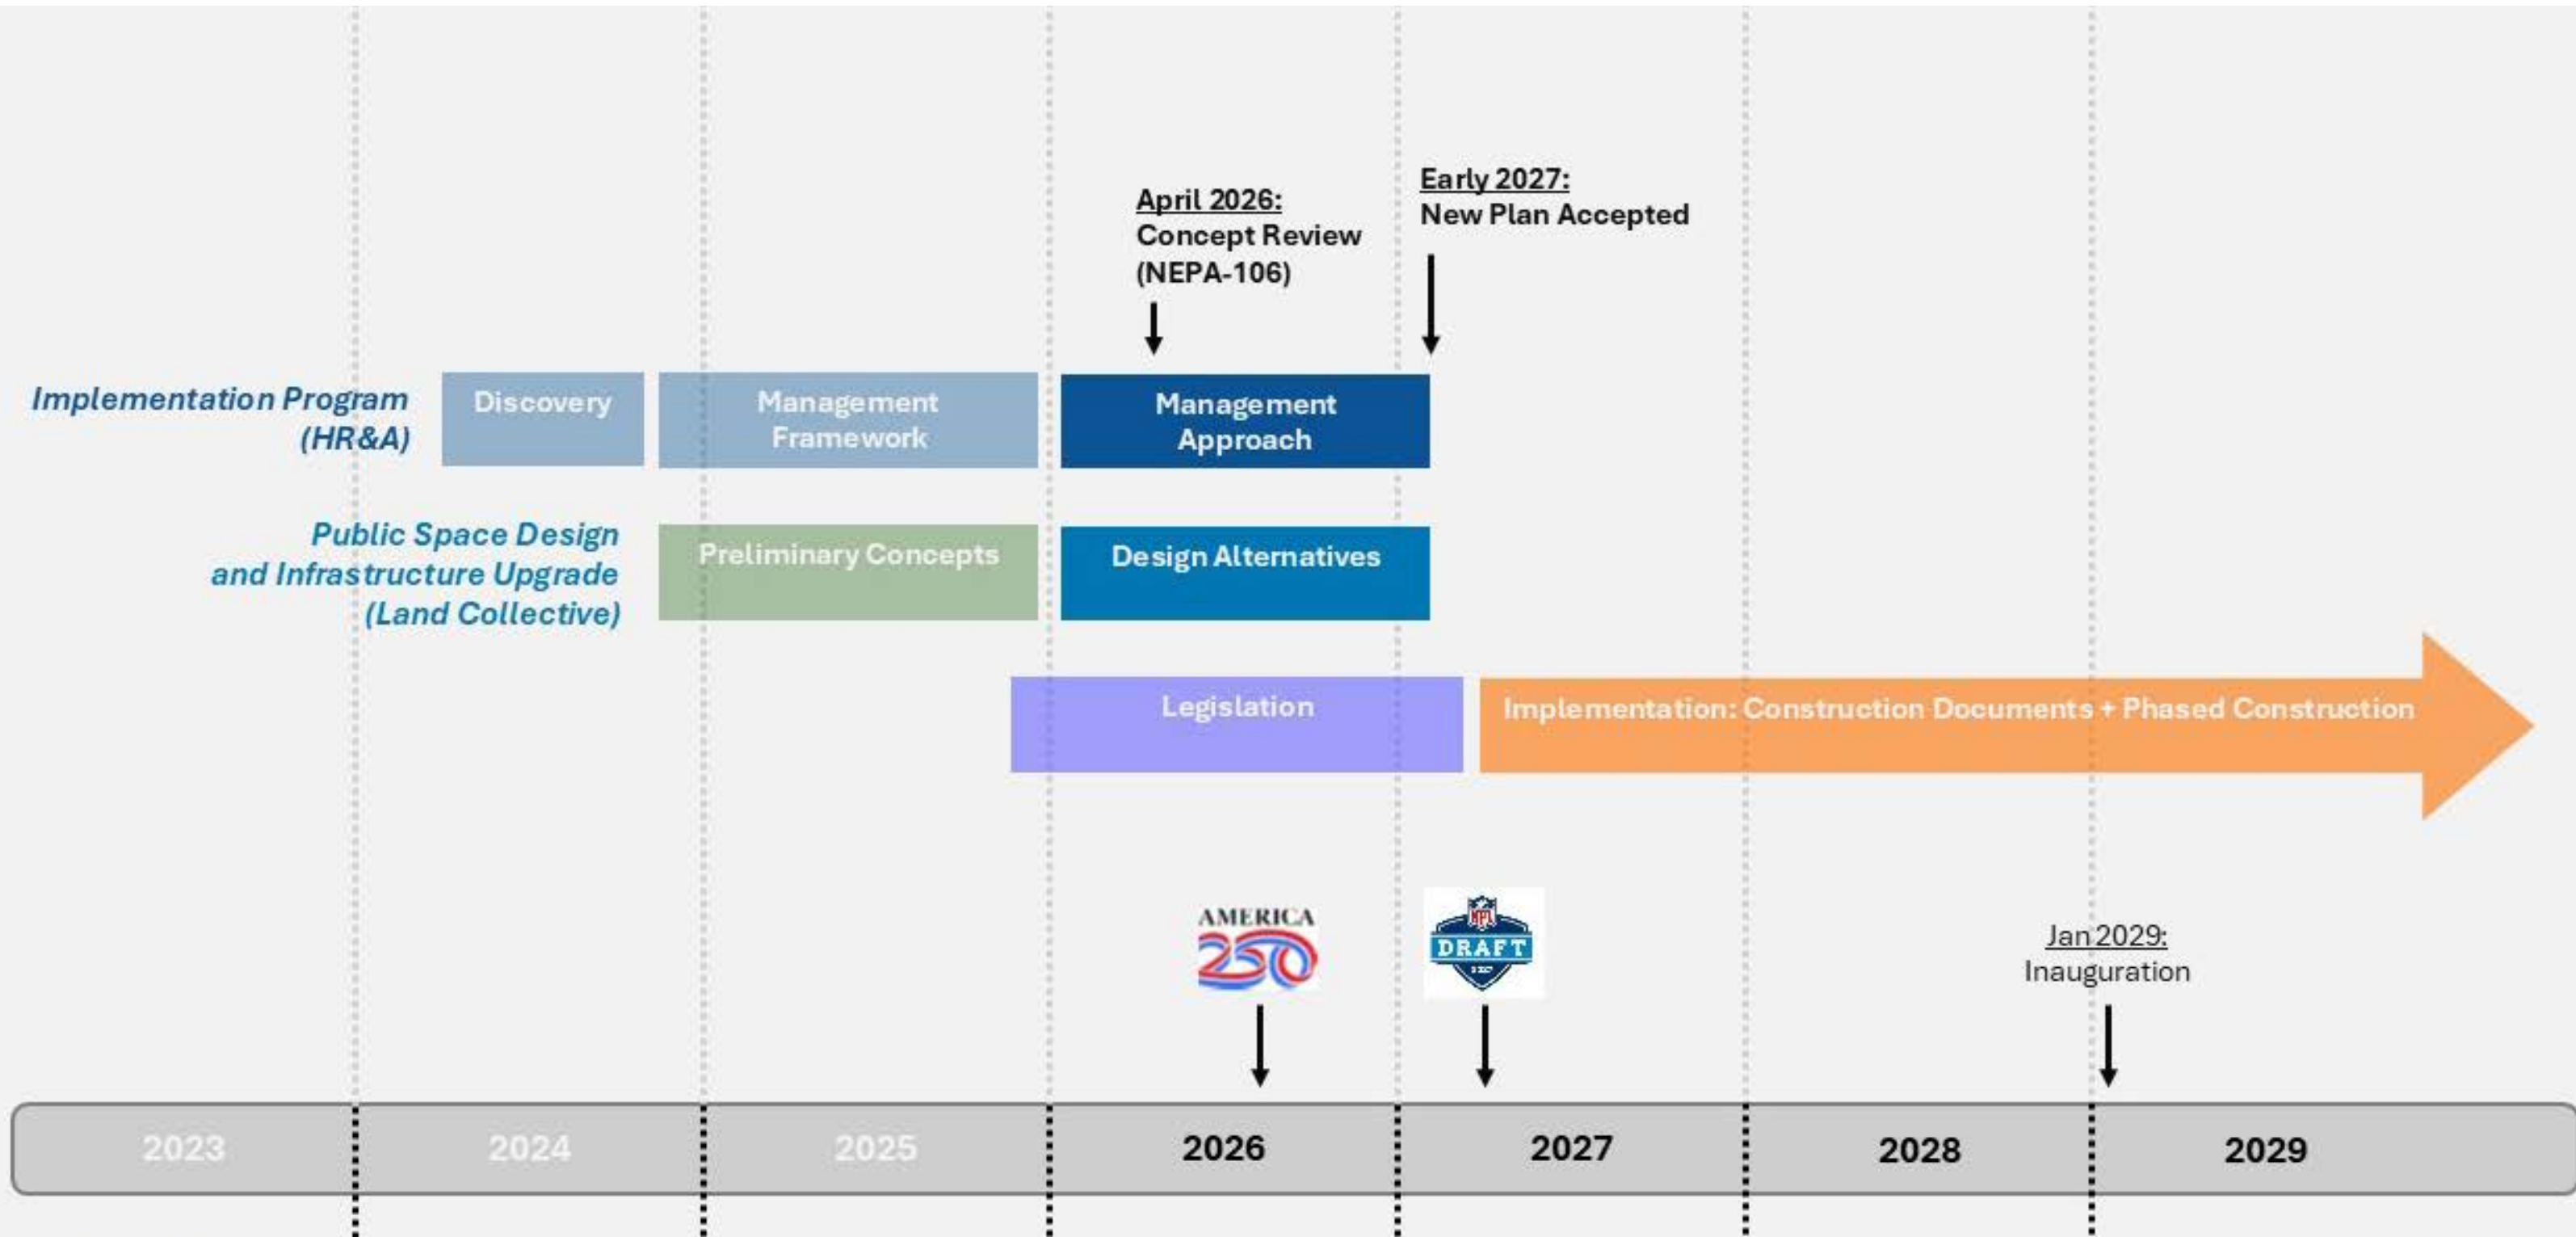 April 2026:
Concept Review
(NEPA-106)
Early 2027:
New Plan Accepted
Implementation Program
(HR&A)
Discovery
Management
Framework
Management
Approach
Public Space Design
and Infrastructure Upgrade
(Land Collective)
Preliminary Concepts
Design Alternatives
Legislation
Implementation: Construction Documents + Phased Construction
AMERICA
250
NFL
DRAFT
Jan 2029:
Inauguration
2023
2024
2025
2026
2027
2028
2029